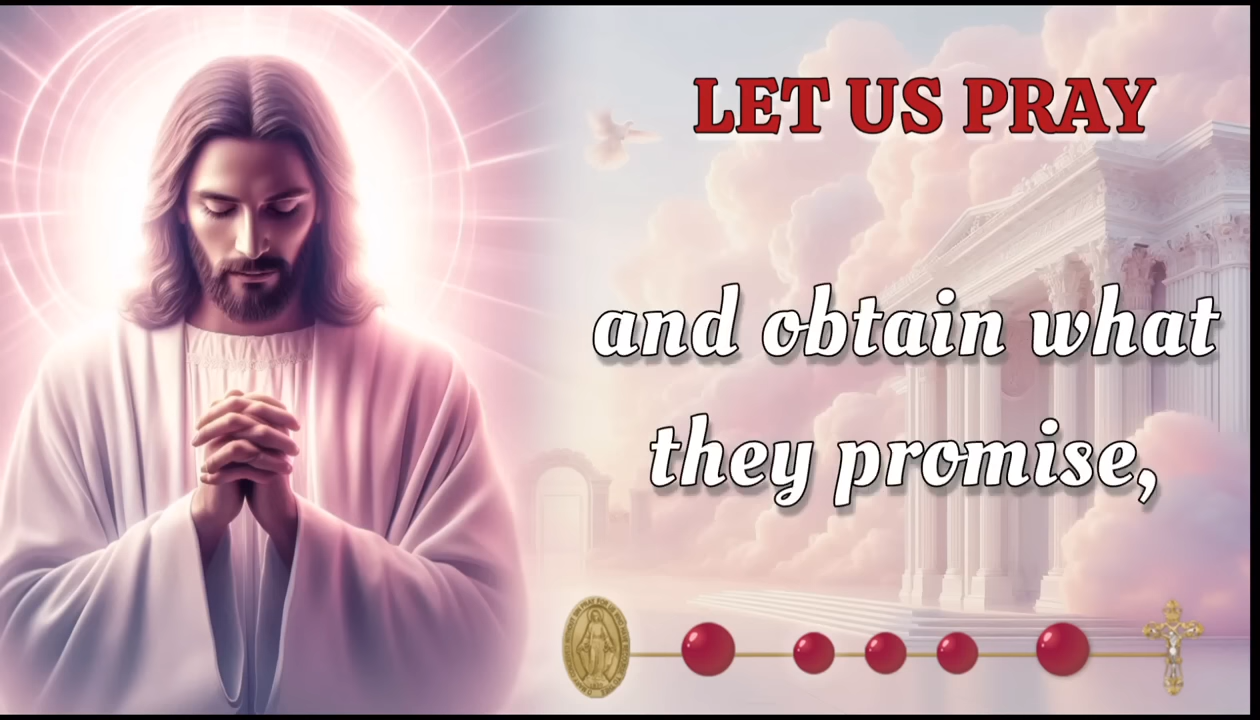 LET US PRAY
and obtain what
they promise,